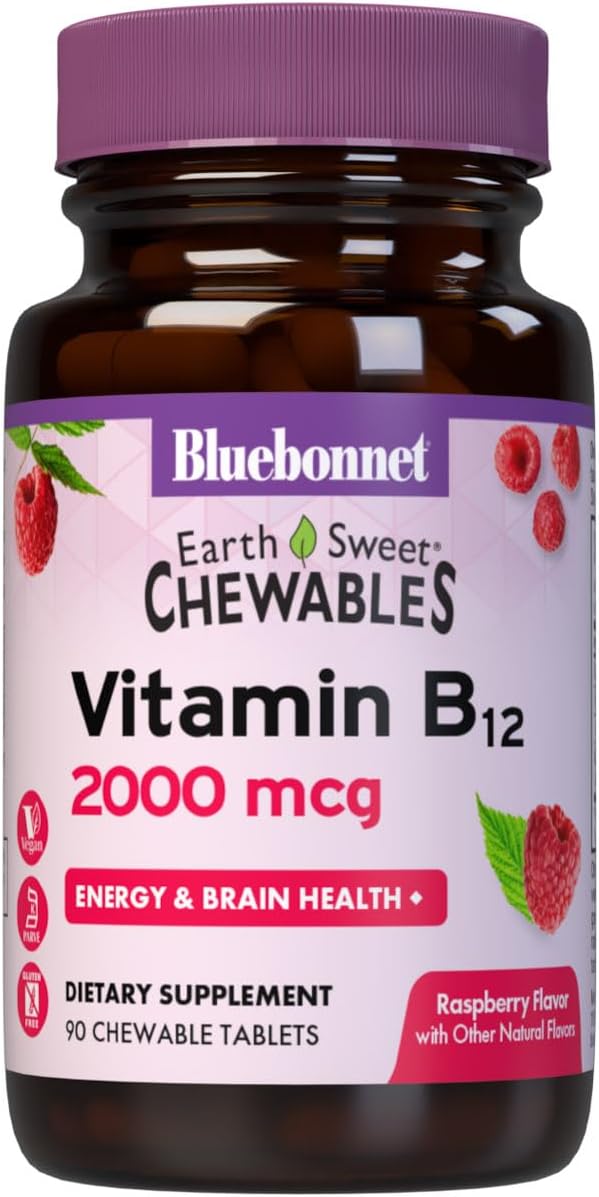 Bluebonnet
Earth Sweet®
CHEWABLES
Vitamin B12
2000 mcg
Vegan
PARVE
ENERGY & BRAIN HEALTH ◆
GLUTEN
FREE
DIETARY SUPPLEMENT
90 CHEWABLE TABLETS
Raspberry Flavor
with Other Natural Flavors